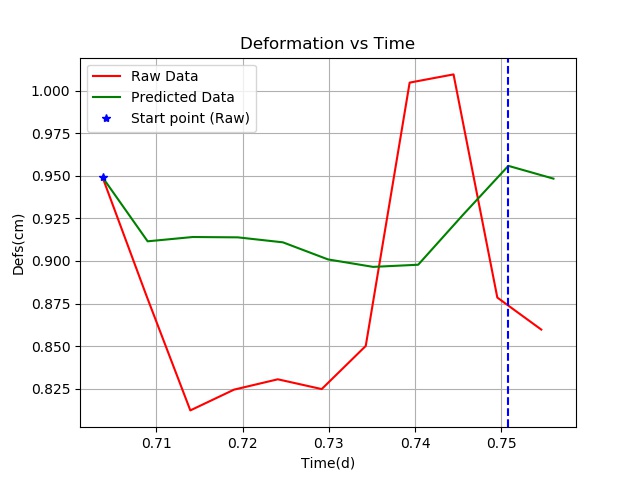 Deformation vs Time
Raw Data
Predicted Data
Start point (Raw)
Defs(cm)
1.000
0.975
0.950
0.925
0.900
0.875
0.850
0.825
0.71 0.72 0.73 0.74 0.75
Time(d)